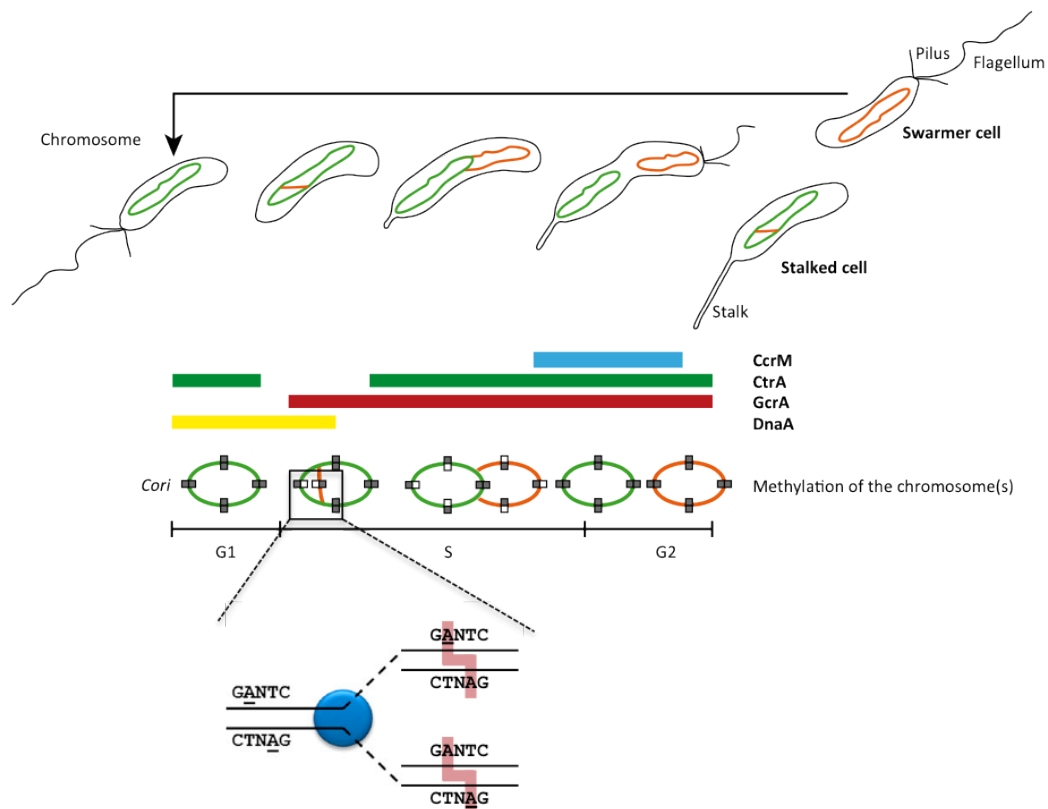 Pilus
Flagellum
Swarmer cell
Chromosome
Stalked cell
Stalk
CcrM
CtrA
GcrA
DnaA
Cori
Methylation of the chromosome(s)
G1
S
G2
GANTC
CTNAG
GANTC
CTNAG
GANTC
CTNAG